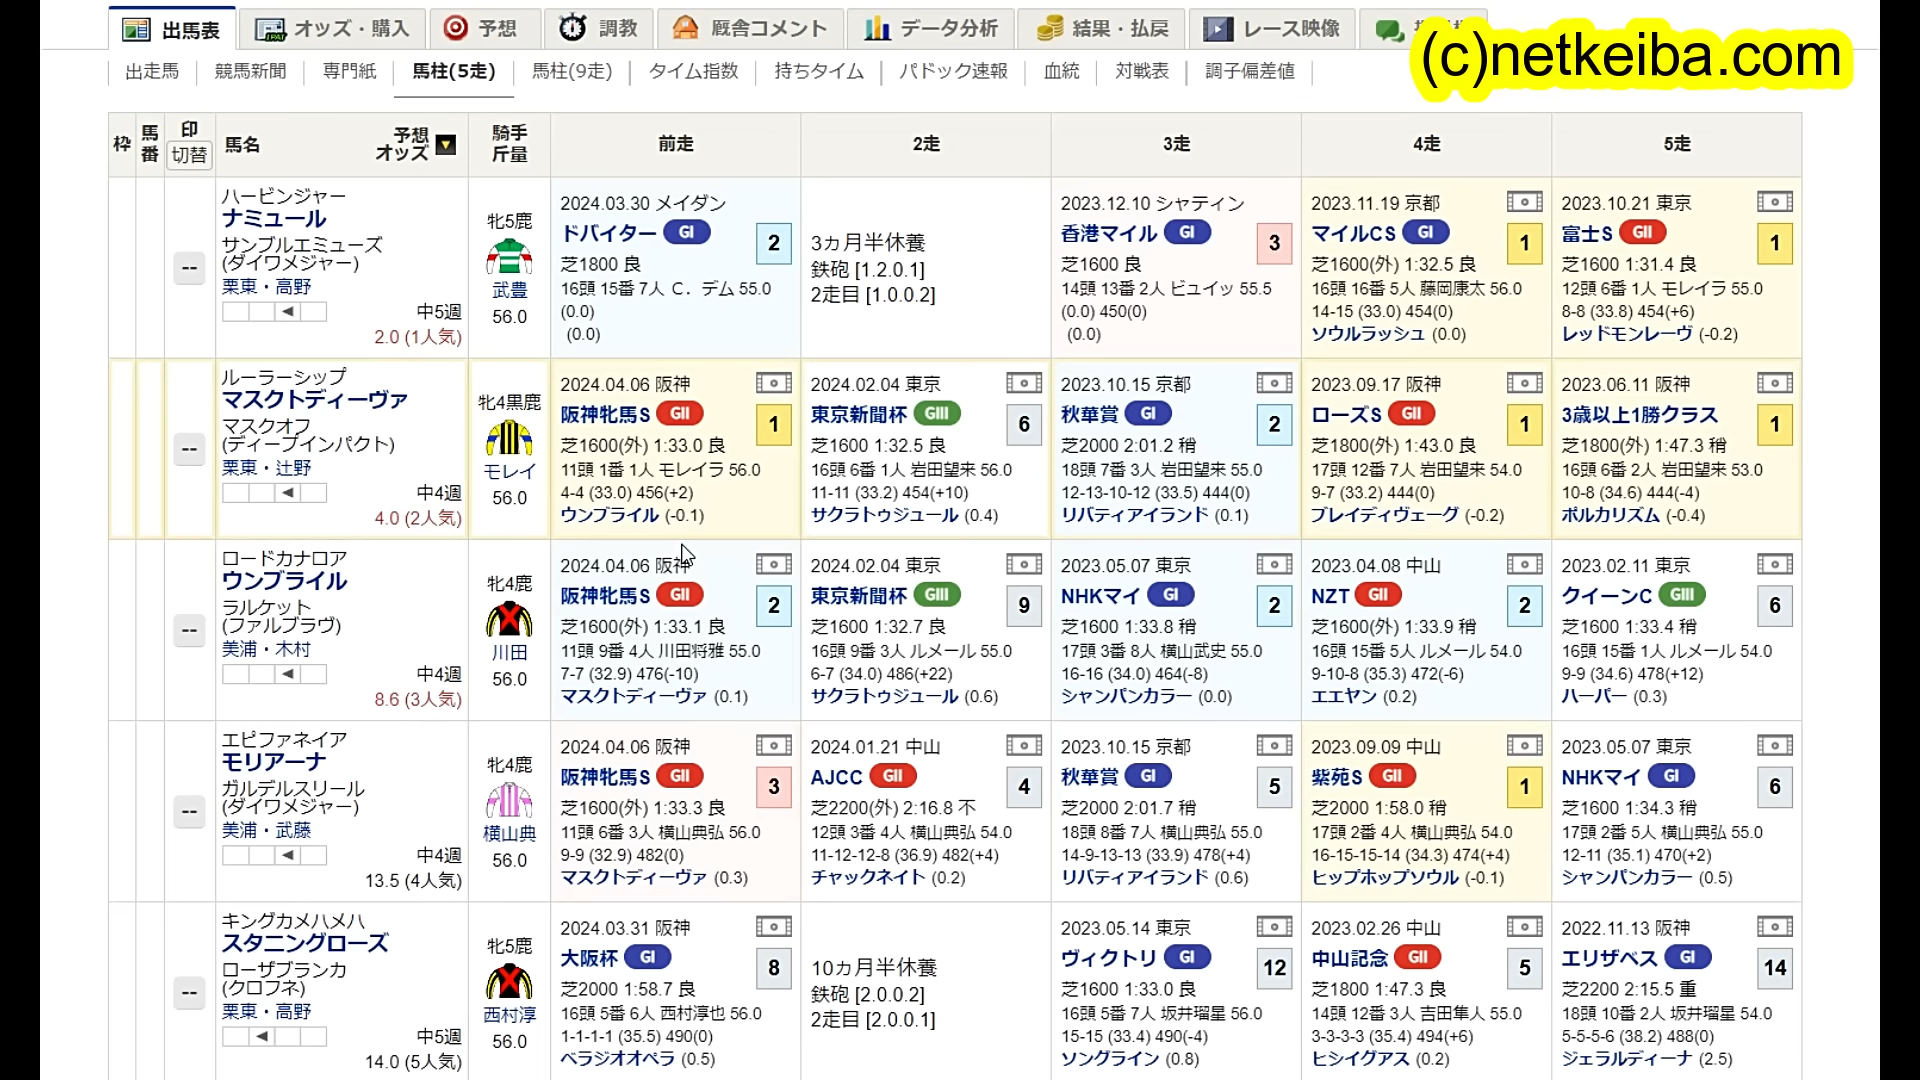 出馬表 オッズ・購入 予想 調教 厩舎コメント データ分析 結果・払戻 レース映像
(c)netkeiba.com
出走馬 競馬新聞 専門紙 馬柱(5走) 馬柱(9走) タイム指数 持ちタイム パドック速報 血統 対戦表 調子偏差値
枠 馬番 印 切替 馬名 予想オッズ 騎手斤量 前走 2走 3走 4走 5走
ハービンジャー
ナミュール
サンブルエミューズ
(ダイワメジャー)
栗東・高野
中5週
2.0 (1人気)
--
牝5鹿
武豊
56.0
2024.03.30 メイダン
ドバイター GI 2
芝1800 良
16頭 15番 7人 C．デム 55.0
(0.0)
(0.0)
3ヵ月半休養
鉄砲 [1.2.0.1]
2走目 [1.0.0.2]
2023.12.10 シャティン
香港マイル GI 3
芝1600 良
14頭 13番 2人 ビュイッ 55.5
(0.0) 450(0)
(0.0)
2023.11.19 京都
マイルCS GI 1
芝1600(外) 1:32.5 良
16頭 16番 5人 藤岡康太 56.0
14-15 (33.0) 454(0)
ソウルラッシュ (0.0)
2023.10.21 東京
富士S GII 1
芝1600 1:31.4 良
12頭 6番 1人 モレイラ 55.0
8-8 (33.8) 454(+6)
レッドモンレーヴ (-0.2)
ルーラーシップ
マスクトディーヴァ
マスクオフ
(ディープインパクト)
栗東・辻野
中4週
4.0 (2人気)
--
牝4黒鹿
モレイ
56.0
2024.04.06 阪神
阪神牝馬S GII 1
芝1600(外) 1:33.0 良
11頭 1番 1人 モレイラ 56.0
4-4 (33.0) 456(+2)
ウンブライル (-0.1)
2024.02.04 東京
東京新聞杯 GIII 6
芝1600 1:32.5 良
16頭 6番 1人 岩田望来 56.0
11-11 (33.2) 454(+10)
サクラトゥジュール (0.4)
2023.10.15 京都
秋華賞 GI 2
芝2000 2:01.2 稍
18頭 7番 3人 岩田望来 55.0
12-13-10-12 (33.5) 444(0)
リバティアイランド (0.1)
2023.09.17 阪神
ローズS GII 1
芝1800(外) 1:43.0 良
17頭 12番 7人 岩田望来 54.0
9-7 (33.2) 444(0)
ブレイディヴェーグ (-0.2)
2023.06.11 阪神
3歳以上1勝クラス 1
芝1800(外) 1:47.3 稍
16頭 6番 2人 岩田望来 53.0
10-8 (34.6) 444(-4)
ポルカリズム (-0.4)
ロードカナロア
ウンブライル
ラルケット
(ファルブラヴ)
美浦・木村
中4週
8.6 (3人気)
--
牝4鹿
川田
56.0
2024.04.06 阪神
阪神牝馬S GII 2
芝1600(外) 1:33.1 良
11頭 9番 4人 川田将雅 55.0
7-7 (32.9) 476(-10)
マスクトディーヴァ (0.1)
2024.02.04 東京
東京新聞杯 GIII 9
芝1600 1:32.7 良
16頭 9番 3人 ルメール 55.0
6-7 (34.0) 486(+22)
サクラトゥジュール (0.6)
2023.05.07 東京
NHKマイ GI 2
芝1600 1:33.8 稍
17頭 3番 8人 横山武史 55.0
16-16 (34.0) 464(-8)
シャンパンカラー (0.0)
2023.04.08 中山
NZT GII 2
芝1600(外) 1:33.9 稍
16頭 15番 5人 ルメール 54.0
9-10-8 (35.3) 472(-6)
エエヤン (0.2)
2023.02.11 東京
クイーンC GIII 6
芝1600 1:33.4 稍
16頭 15番 1人 ルメール 54.0
9-9 (34.6) 478(+12)
ハーパー (0.3)
エピファネイア
モリアーナ
ガルデルスリール
(ダイワメジャー)
美浦・武藤
中4週
13.5 (4人気)
--
牝4鹿
横山典
56.0
2024.04.06 阪神
阪神牝馬S GII 3
芝1600(外) 1:33.3 良
11頭 6番 3人 横山典弘 56.0
9-9 (32.9) 482(0)
マスクトディーヴァ (0.3)
2024.01.21 中山
AJCC GII 4
芝2200(外) 2:16.8 不
12頭 3番 4人 横山典弘 54.0
11-12-12-8 (36.9) 482(+4)
チャックネイト (0.2)
2023.10.15 京都
秋華賞 GI 5
芝2000 2:01.7 稍
18頭 8番 7人 横山典弘 55.0
14-9-13-13 (33.9) 478(+4)
リバティアイランド (0.6)
2023.09.09 中山
紫苑S GII 1
芝2000 1:58.0 稍
17頭 2番 4人 横山典弘 54.0
16-15-15-14 (34.3) 474(+4)
ヒップホップソウル (-0.1)
2023.05.07 東京
NHKマイ GI 6
芝1600 1:34.3 稍
17頭 2番 5人 横山典弘 55.0
12-11 (35.1) 470(+2)
シャンパンカラー (0.5)
キングカメハメハ
スタニングローズ
ローザブランカ
(クロフネ)
栗東・高野
中5週
14.0 (5人気)
--
牝5鹿
西村淳
56.0
2024.03.31 阪神
大阪杯 GI 8
芝2000 1:58.7 良
16頭 5番 6人 西村淳也 56.0
1-1-1-1 (35.5) 490(0)
ベラジオオペラ (0.5)
10ヵ月半休養
鉄砲 [2.0.0.2]
2走目 [2.0.0.1]
2023.05.14 東京
ヴィクトリ GI 12
芝1600 1:33.0 良
16頭 5番 7人 坂井瑠星 56.0
15-15 (33.4) 490(-4)
ソングライン (0.8)
2023.02.26 中山
中山記念 GII 5
芝1800 1:47.3 良
14頭 12番 3人 吉田隼人 55.0
3-3-3-3 (35.4) 494(+6)
ヒシイグアス (0.2)
2022.11.13 阪神
エリザベス GI 14
芝2200 2:15.5 重
18頭 10番 2人 坂井瑠星 54.0
5-5-5-6 (38.2) 488(0)
ジェラルディーナ (2.5)